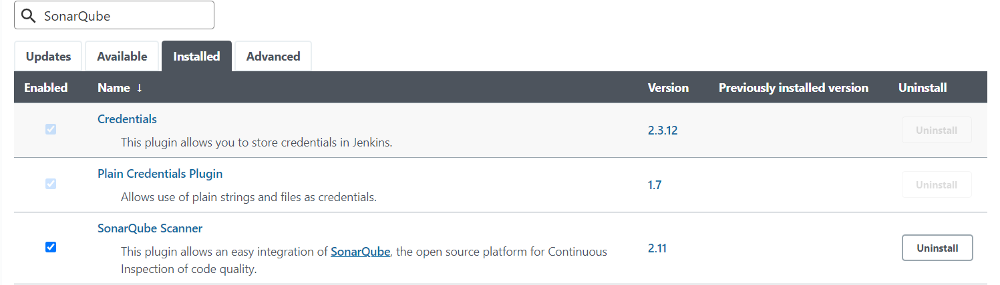 SonarQube
Updates Available Installed Advanced
Enabled Name ↓ Version Previously installed version Uninstall
Credentials
This plugin allows you to store credentials in Jenkins.
2.3.12 Uninstall
Plain Credentials Plugin
Allows use of plain strings and files as credentials.
1.7 Uninstall
SonarQube Scanner
This plugin allows an easy integration of SonarQube, the open source platform for Continuous
Inspection of code quality.
2.11 Uninstall